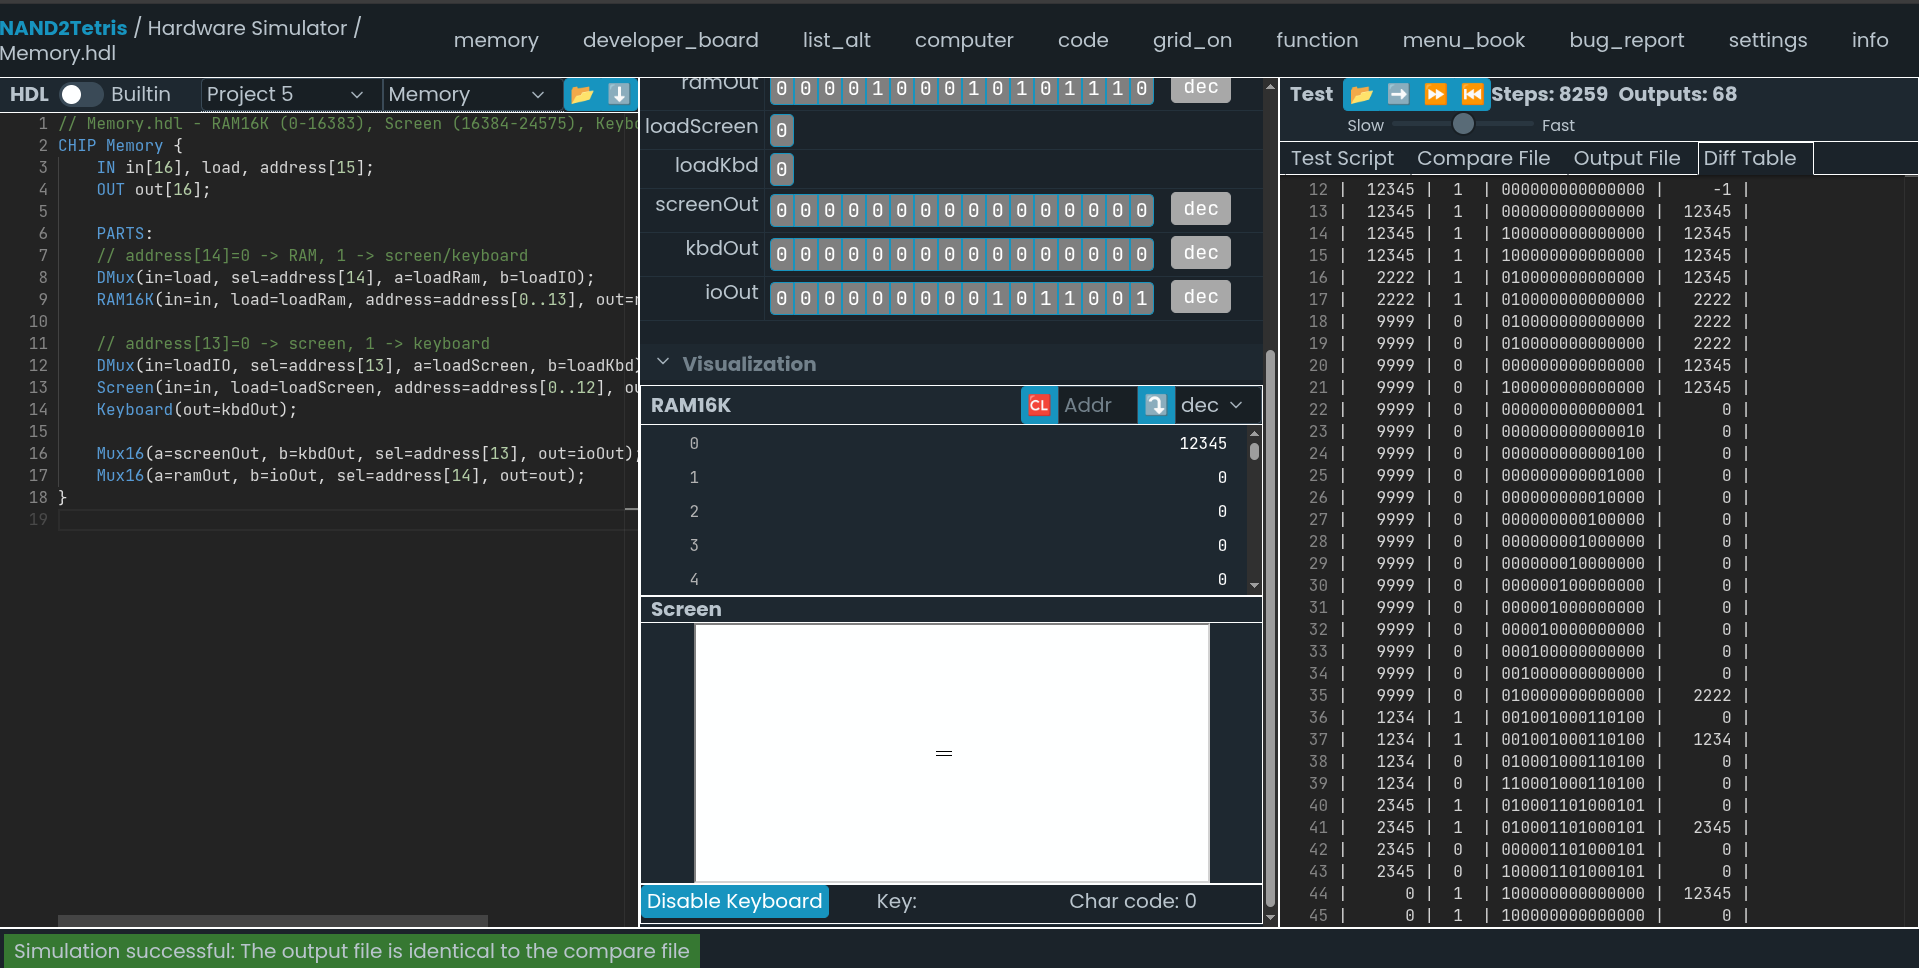 NAND2Tetris / Hardware Simulator /
Memory.hdl
memory developer_board list_alt computer code grid_on function menu_book bug_report settings info
HDL Builtin Project 5 Memory
1 // Memory.hdl - RAM16K (0-16383), Screen (16384-24575), Keybo
2 CHIP Memory {
3 IN in[16], load, address[15];
4 OUT out[16];
5
6 PARTS:
7 // address[14]=0 -> RAM, 1 -> screen/keyboard
8 DMux(in=load, sel=address[14], a=loadRam, b=loadIO);
9 RAM16K(in=in, load=loadRam, address=address[0..13], out=r
10
11 // address[13]=0 -> screen, 1 -> keyboard
12 DMux(in=loadIO, sel=address[13], a=loadScreen, b=loadKbd)
13 Screen(in=in, load=loadScreen, address=address[0..12], ou
14 Keyboard(out=kbdOut);
15
16 Mux16(a=screenOut, b=kbdOut, sel=address[13], out=ioOut);
17 Mux16(a=ramOut, b=ioOut, sel=address[14], out=out);
18 }
19
ramOut 0 0 0 0 1 0 0 0 1 0 1 0 1 1 1 0 dec
loadScreen 0
loadKbd 0
screenOut 0 0 0 0 0 0 0 0 0 0 0 0 0 0 0 0 dec
kbdOut 0 0 0 0 0 0 0 0 0 0 0 0 0 0 0 0 dec
ioOut 0 0 0 0 0 0 0 0 0 1 0 1 1 0 0 1 dec
Visualization
RAM16K CL Addr dec
0 12345
1 0
2 0
3 0
4 0
Screen
Disable Keyboard Key: Char code: 0
Test Steps: 8259 Outputs: 68
Slow Fast
Test Script Compare File Output File Diff Table
12 | 12345 | 1 | 000000000000000 | -1 |
13 | 12345 | 1 | 000000000000000 | 12345 |
14 | 12345 | 1 | 100000000000000 | 12345 |
15 | 12345 | 1 | 100000000000000 | 12345 |
16 | 2222 | 1 | 010000000000000 | 12345 |
17 | 2222 | 1 | 010000000000000 | 2222 |
18 | 9999 | 0 | 010000000000000 | 2222 |
19 | 9999 | 0 | 010000000000000 | 2222 |
20 | 9999 | 0 | 000000000000000 | 12345 |
21 | 9999 | 0 | 100000000000000 | 12345 |
22 | 9999 | 0 | 000000000000001 | 0 |
23 | 9999 | 0 | 000000000000010 | 0 |
24 | 9999 | 0 | 000000000000100 | 0 |
25 | 9999 | 0 | 000000000001000 | 0 |
26 | 9999 | 0 | 000000000010000 | 0 |
27 | 9999 | 0 | 000000000100000 | 0 |
28 | 9999 | 0 | 000000001000000 | 0 |
29 | 9999 | 0 | 000000010000000 | 0 |
30 | 9999 | 0 | 000000100000000 | 0 |
31 | 9999 | 0 | 000001000000000 | 0 |
32 | 9999 | 0 | 000010000000000 | 0 |
33 | 9999 | 0 | 000100000000000 | 0 |
34 | 9999 | 0 | 001000000000000 | 0 |
35 | 9999 | 0 | 010000000000000 | 2222 |
36 | 1234 | 1 | 001001000110100 | 0 |
37 | 1234 | 1 | 001001000110100 | 1234 |
38 | 1234 | 0 | 010001000110100 | 0 |
39 | 1234 | 0 | 110001000110100 | 0 |
40 | 2345 | 1 | 010001101000101 | 0 |
41 | 2345 | 1 | 010001101000101 | 2345 |
42 | 2345 | 0 | 000001101000101 | 0 |
43 | 2345 | 0 | 100001101000101 | 0 |
44 | 0 | 1 | 100000000000000 | 12345 |
45 | 0 | 1 | 100000000000000 | 0 |
Simulation successful: The output file is identical to the compare file